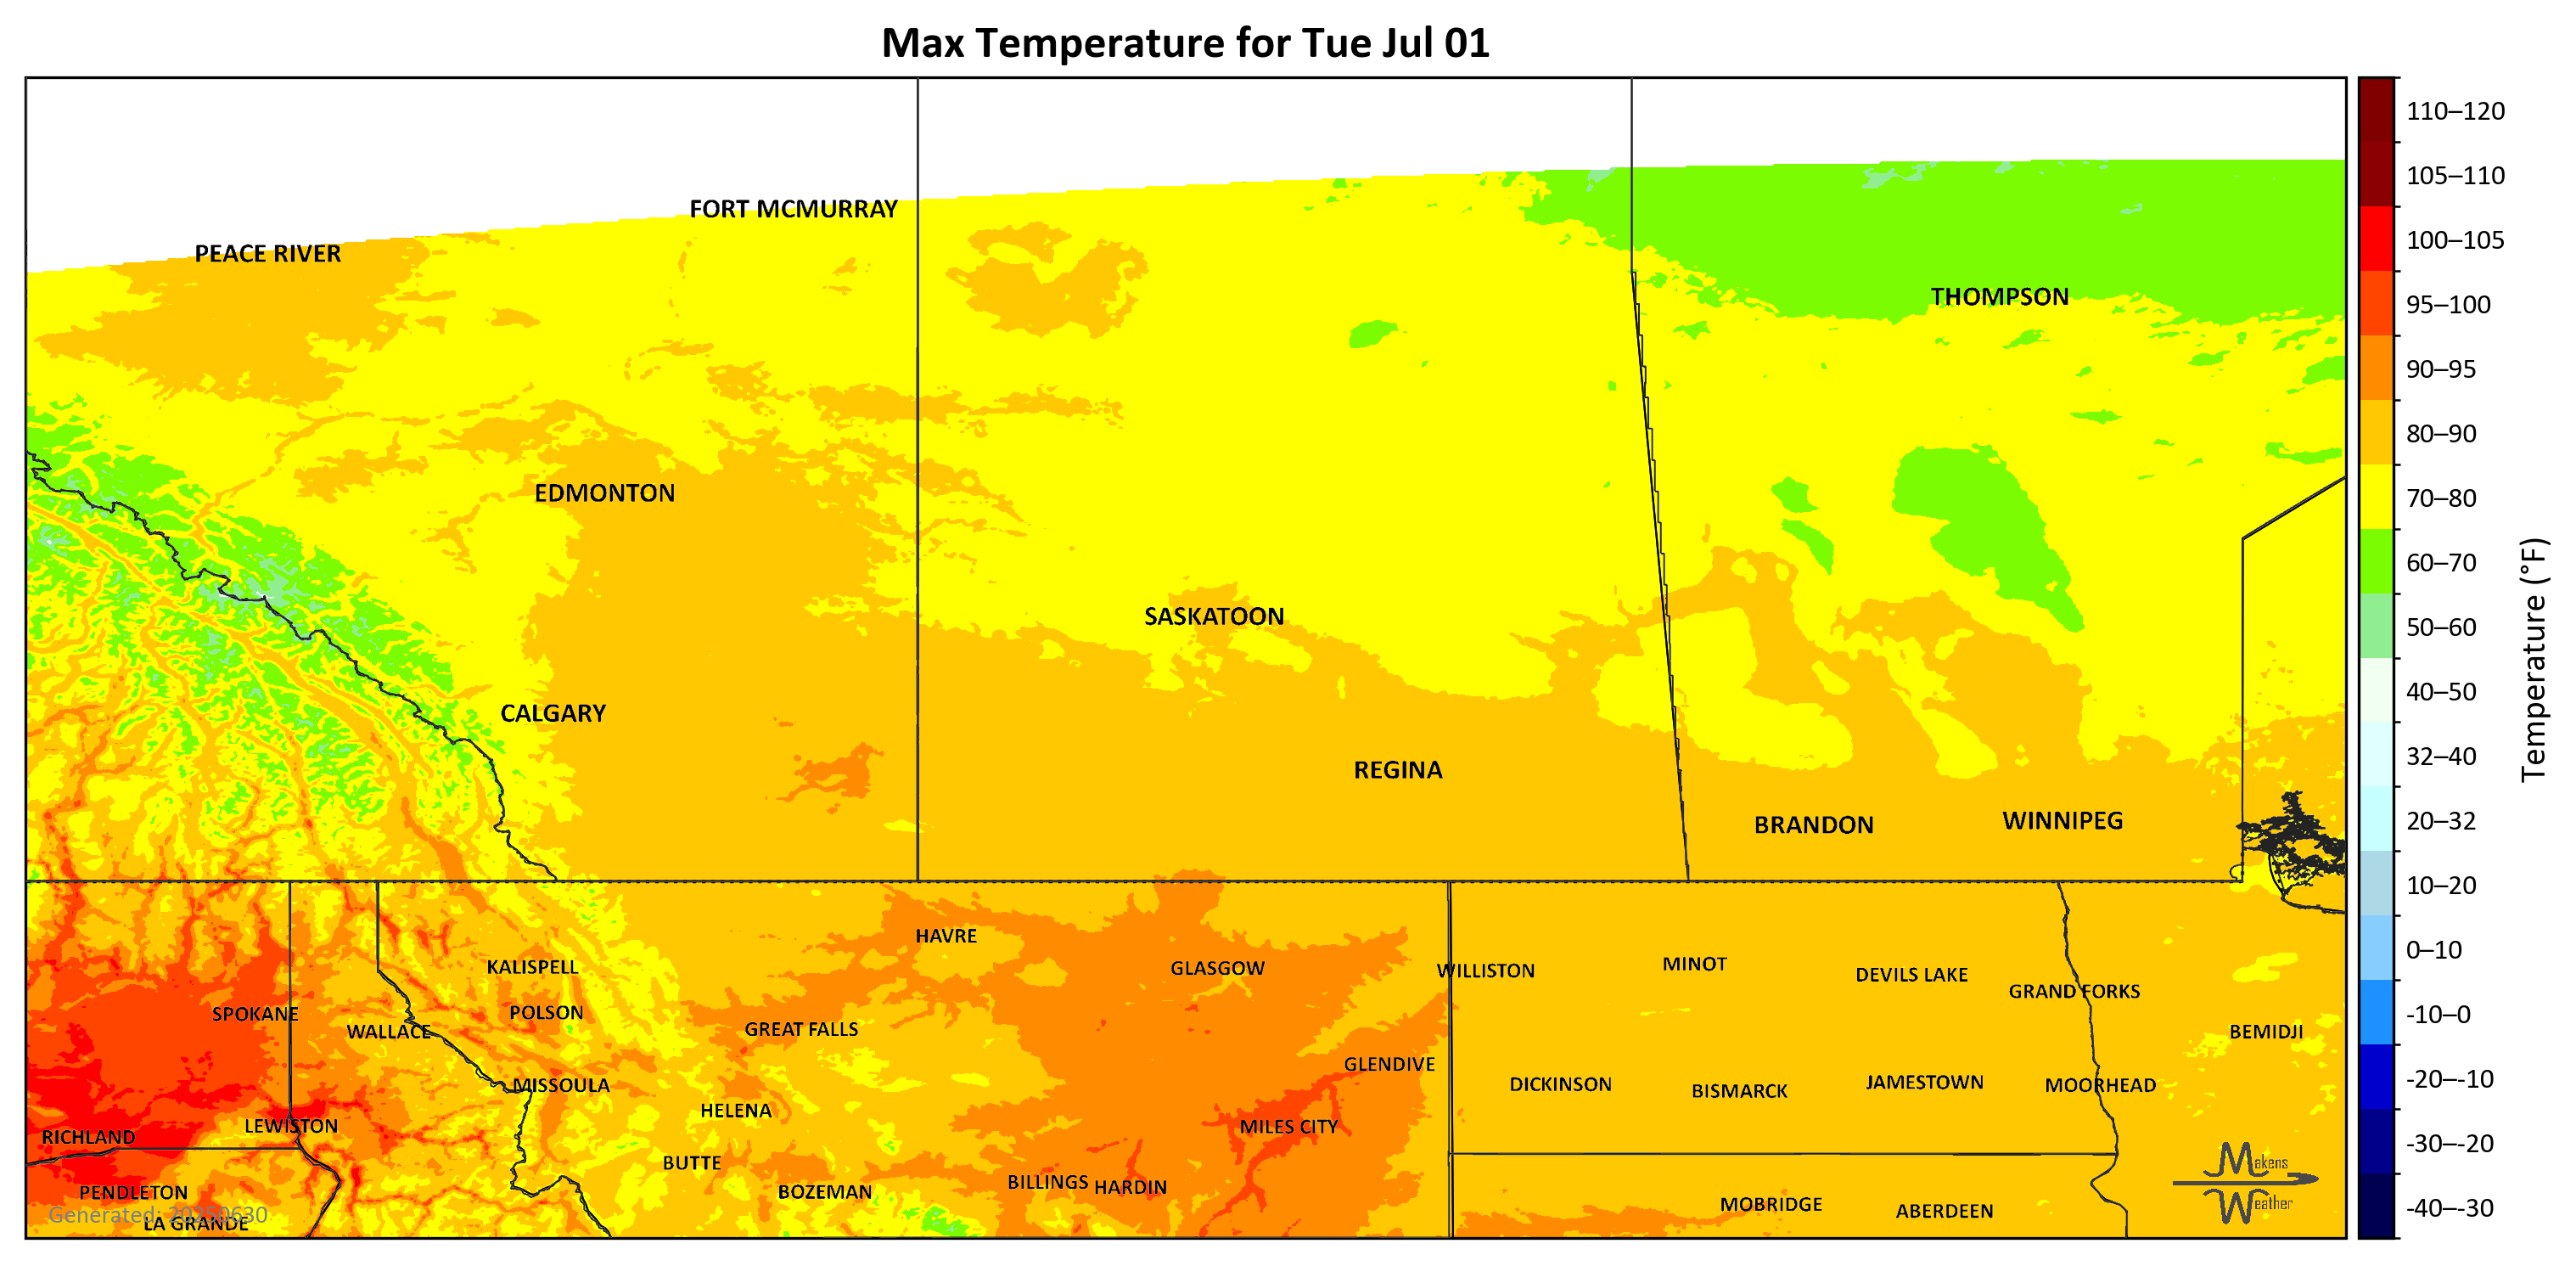 Max Temperature for Tue Jul 01
FORT MCMURRAY
PEACE RIVER
THOMPSON
EDMONTON
SASKATOON
CALGARY
REGINA
BRANDON
WINNIPEG
HAVRE
KALISPELL
GLASGOW
WILLISTON
MINOT
DEVILS LAKE
GRAND FORKS
SPOKANE
POLSON
WALLACE
GREAT FALLS
BEMIDJI
GLENDIVE
MISSOULA
DICKINSON
BISMARCK
JAMESTOWN
MOORHEAD
HELENA
LEWISTON
MILES CITY
RICHLAND
BUTTE
BILLINGS
HARDIN
PENDLETON
BOZEMAN
MOBRIDGE
ABERDEEN
Generated: 20250630
LA GRANDE
Makens
Weather
110–120
105–110
100–105
95–100
90–95
80–90
70–80
60–70
50–60
40–50
32–40
20–32
10–20
0–10
-10–0
-20–-10
-30–-20
-40–-30
Temperature (°F)